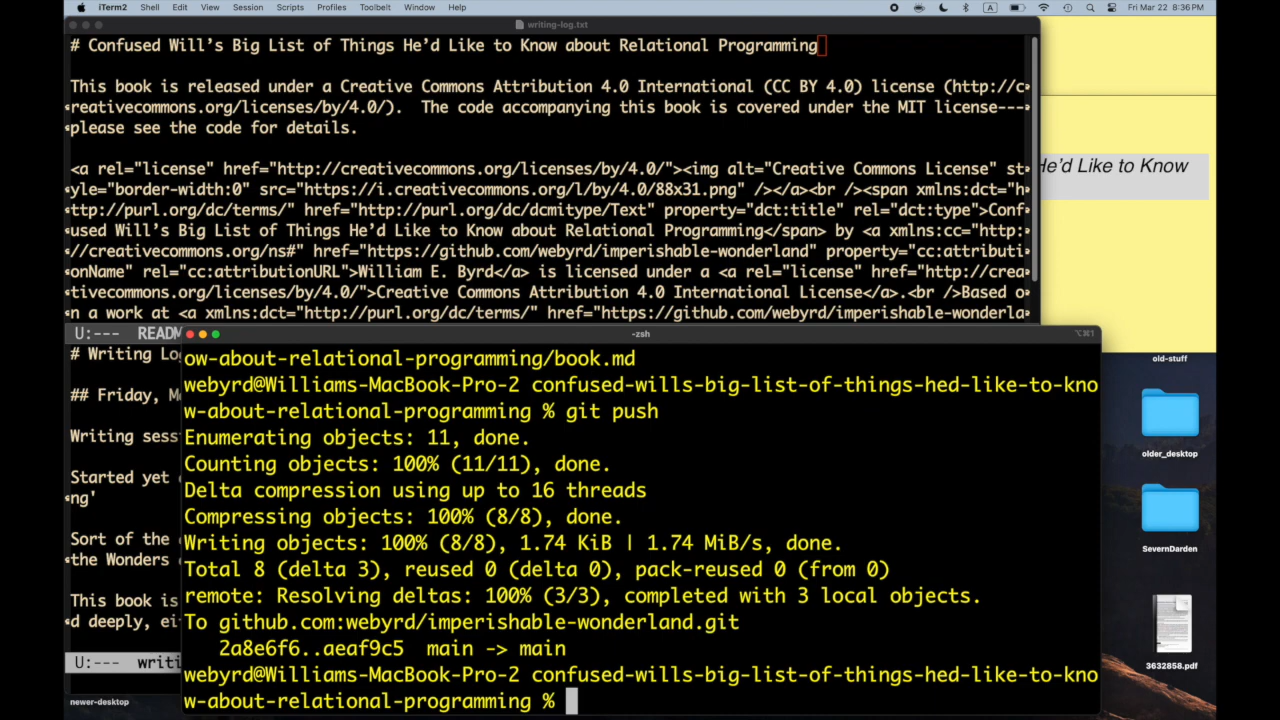 iTerm2 Shell Edit View Session Scripts Profiles Toolbelt Window Help A Fri Mar 22 8:36 PM
writing-log.txt
# Confused Will's Big List of Things He'd Like to Know about Relational Programming
This book is released under a Creative Commons Attribution 4.0 International (CC BY 4.0) license (http://c
reativecommons.org/licenses/by/4.0/).  The code accompanying this book is covered under the MIT license---
please see the code for details.
<a rel="license" href="http://creativecommons.org/licenses/by/4.0/"><img alt="Creative Commons License" st
yle="border-width:0" src="https://i.creativecommons.org/l/by/4.0/88x31.png" /></a><br /><span xmlns:dct="h
ttp://purl.org/dc/terms/" href="http://purl.org/dc/dcmitype/Text" property="dct:title" rel="dct:type">Conf
used Will's Big List of Things He'd Like to Know about Relational Programming</span> by <a xmlns:cc="http:
//creativecommons.org/ns#" href="https://github.com/webyrd/imperishable-wonderland" property="cc:attributi
onName" rel="cc:attributionURL">William E. Byrd</a> is licensed under a <a rel="license" href="http://crea
tivecommons.org/licenses/by/4.0/">Creative Commons Attribution 4.0 International License</a>.<br />Based o
n a work at <a xmlns:dct="http://purl.org/dc/terms/" href="https://github.com/webyrd/imperishable-wonderla
He'd Like to Know
U:--- READM
# Writing Lo
## Friday, M
Writing sess
Started yet
ng'
Sort of the
the Wonders
This book is
d deeply, ei
U:--- writi
-zsh
⌥⌘1
ow-about-relational-programming/book.md
webyrd@Williams-MacBook-Pro-2 confused-wills-big-list-of-things-hed-like-to-kno
w-about-relational-programming % git push
Enumerating objects: 11, done.
Counting objects: 100% (11/11), done.
Delta compression using up to 16 threads
Compressing objects: 100% (8/8), done.
Writing objects: 100% (8/8), 1.74 KiB | 1.74 MiB/s, done.
Total 8 (delta 3), reused 0 (delta 0), pack-reused 0 (from 0)
remote: Resolving deltas: 100% (3/3), completed with 3 local objects.
To github.com:webyrd/imperishable-wonderland.git
2a8e6f6..aeaf9c5  main -> main
webyrd@Williams-MacBook-Pro-2 confused-wills-big-list-of-things-hed-like-to-kno
w-about-relational-programming %
old-stuff
older_desktop
SevernDarden
3632858.pdf
newer-desktop